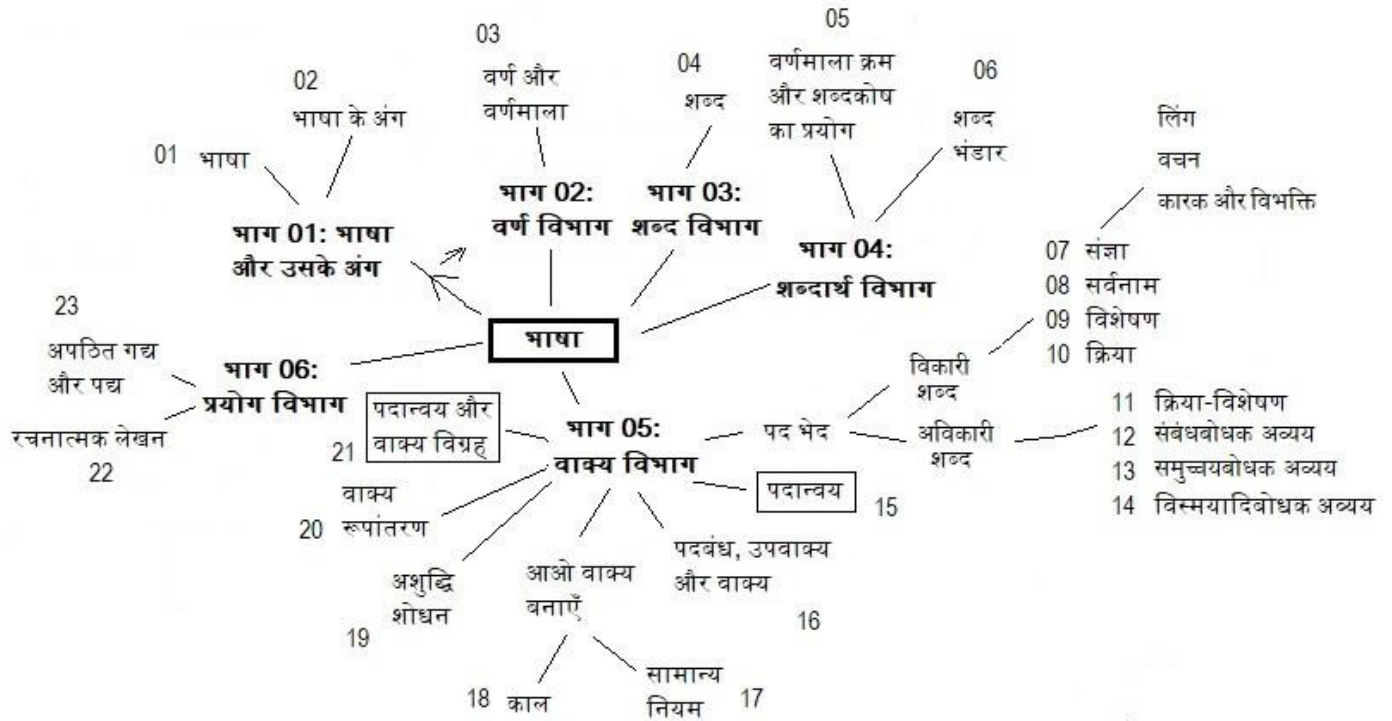 01 भाषा
02
भाषा के अंग
भाग 01: भाषा
और उसके अंग
03
वर्ण और
वर्णमाला
भाग 02:
वर्ण विभाग
04
शब्द
भाग 03:
शब्द विभाग
05
वर्णमाला क्रम
और शब्दकोष
का प्रयोग
06
शब्द
भंडार
भाग 04:
शब्दार्थ विभाग
लिंग
वचन
कारक और विभक्ति
07 संज्ञा
08 सर्वनाम
09 विशेषण
10 क्रिया
भाषा
23
अपठित गद्य
और पद्य
रचनात्मक लेखन
22
भाग 06:
प्रयोग विभाग
भाग 05:
वाक्य विभाग
पद भेद
विकारी
शब्द
अविकारी
शब्द
11 क्रिया-विशेषण
12 संबंधबोधक अव्यय
13 समुच्चयबोधक अव्यय
14 विस्मयादिबोधक अव्यय
पदान्वय
15
पदबंध, उपवाक्य
और वाक्य
16
आओ वाक्य
बनाएँ
सामान्य
नियम
17
18 काल
अशुद्धि
शोधन
19
वाक्य
20 रूपांतरण
पदान्वय और
वाक्य विग्रह
21